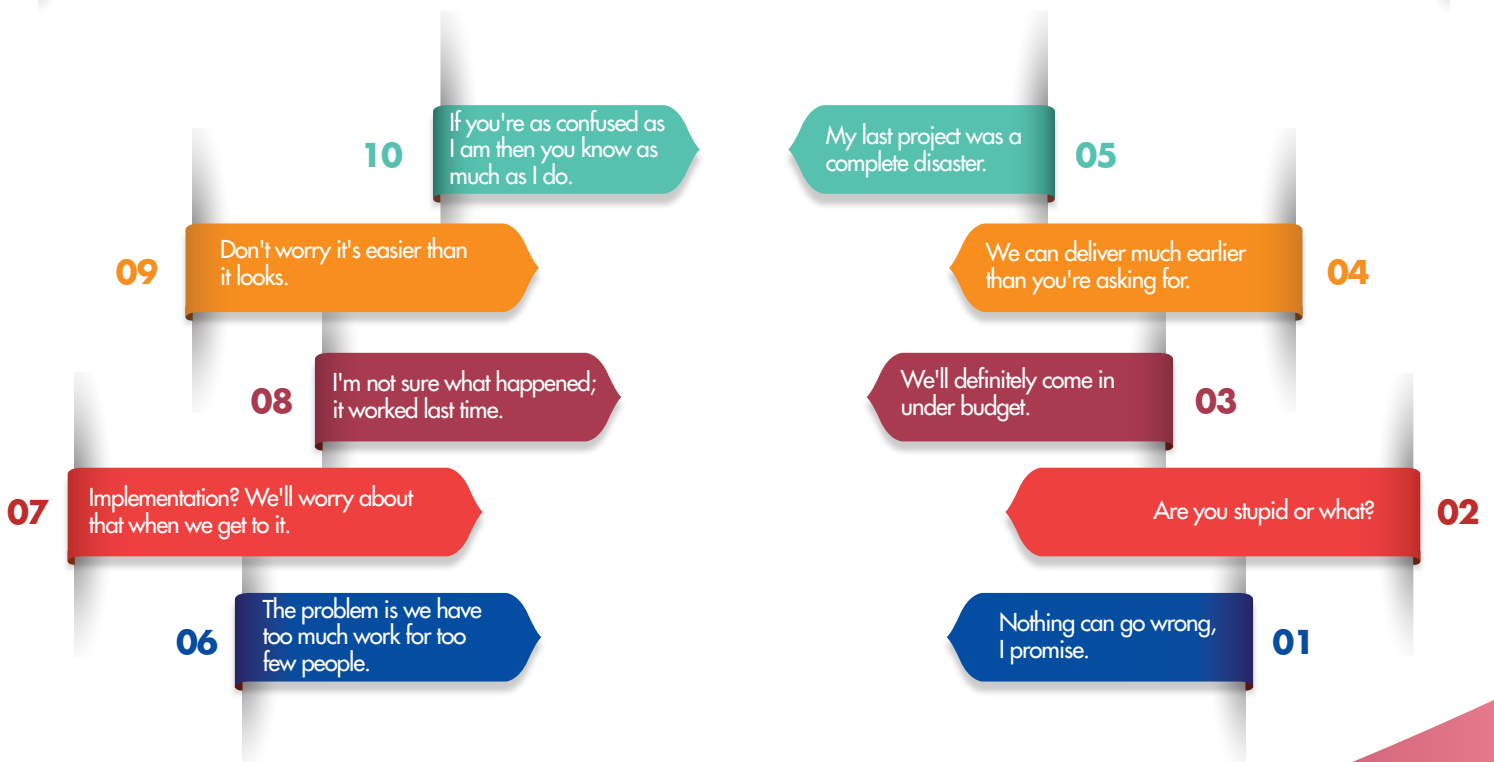 10
If you're as confused as
I am then you know as
much as I do.
My last project was a
complete disaster.
05
09
Don't worry it's easier than
it looks.
We can deliver much earlier
than you're asking for.
04
08
I'm not sure what happened;
it worked last time.
We'll definitely come in
under budget.
03
07
Implementation? We'll worry about
that when we get to it.
Are you stupid or what?
02
06
The problem is we have
too much work for too
few people.
Nothing can go wrong,
I promise.
01